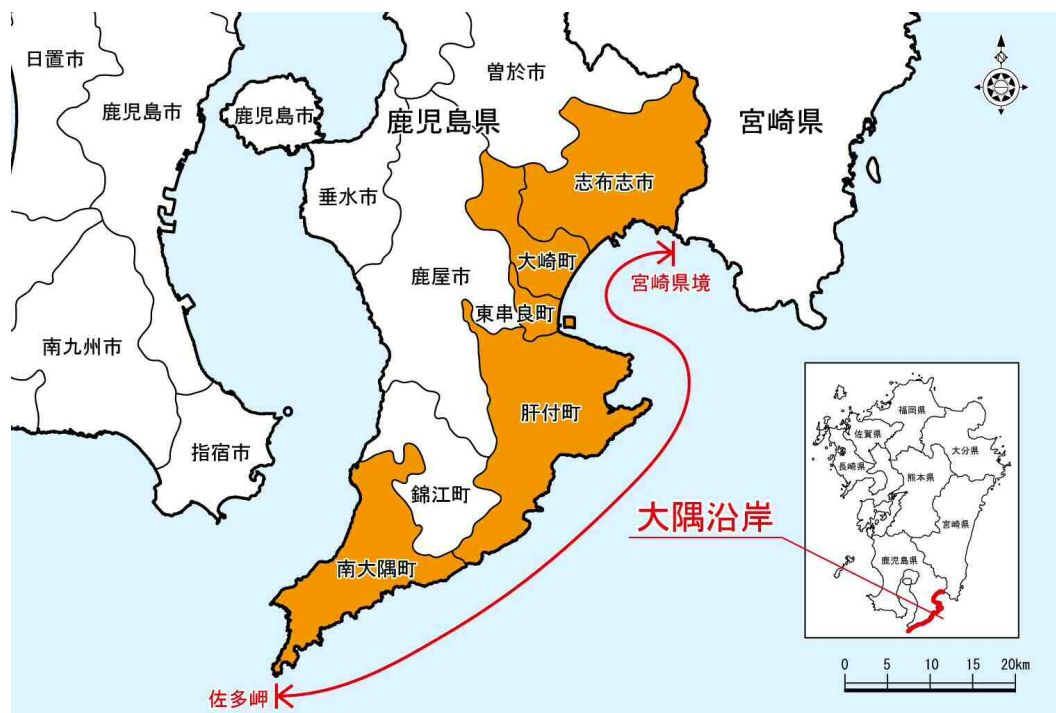 日置市
鹿児島市
鹿児島市
曽於市
鹿児島県
宮崎県
N
垂水市
志布志市
鹿屋市
大崎町
宮崎県境
東串良町
南九州市
肝付町
指宿市
錦江町
大隅沿岸
南大隅町
佐多岬
福岡県
佐賀県
大分県
長崎県
熊本県
宮崎県
鹿児島県
0 5 10 15 20km